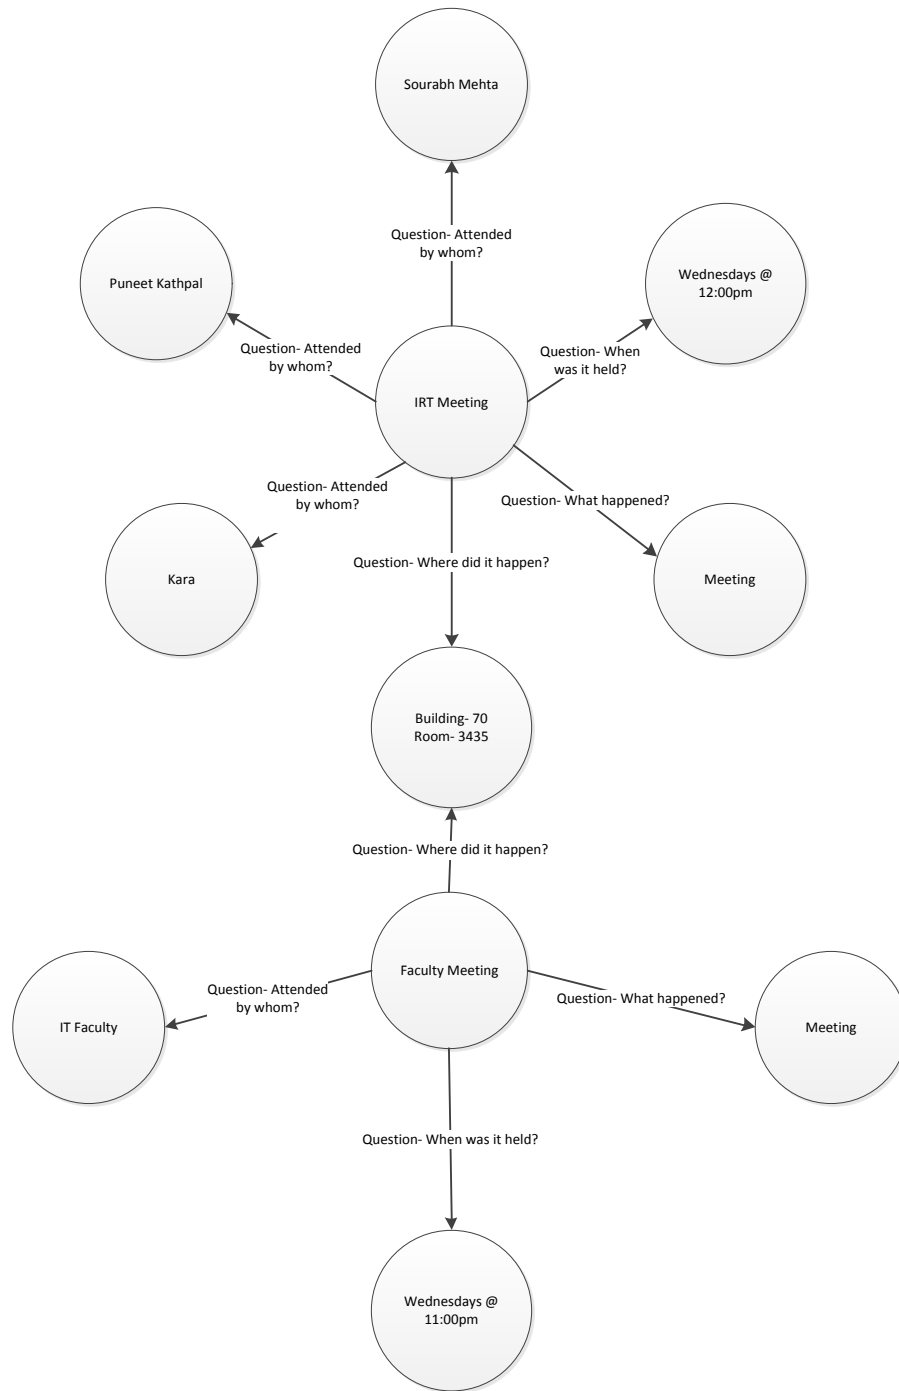 Sourabh Mehta
Question- Attended
by whom?
Puneet Kathpal
Wednesdays @
12:00pm
Question- Attended
by whom?
Question- When
was it held?
IRT Meeting
Question- Attended
by whom?
Question- What happened?
Question- Where did it happen?
Kara
Meeting
Building- 70
Room- 3435
Question- Where did it happen?
Faculty Meeting
Question- Attended
by whom?
Question- What happened?
IT Faculty
Meeting
Question- When was it held?
Wednesdays @
11:00pm